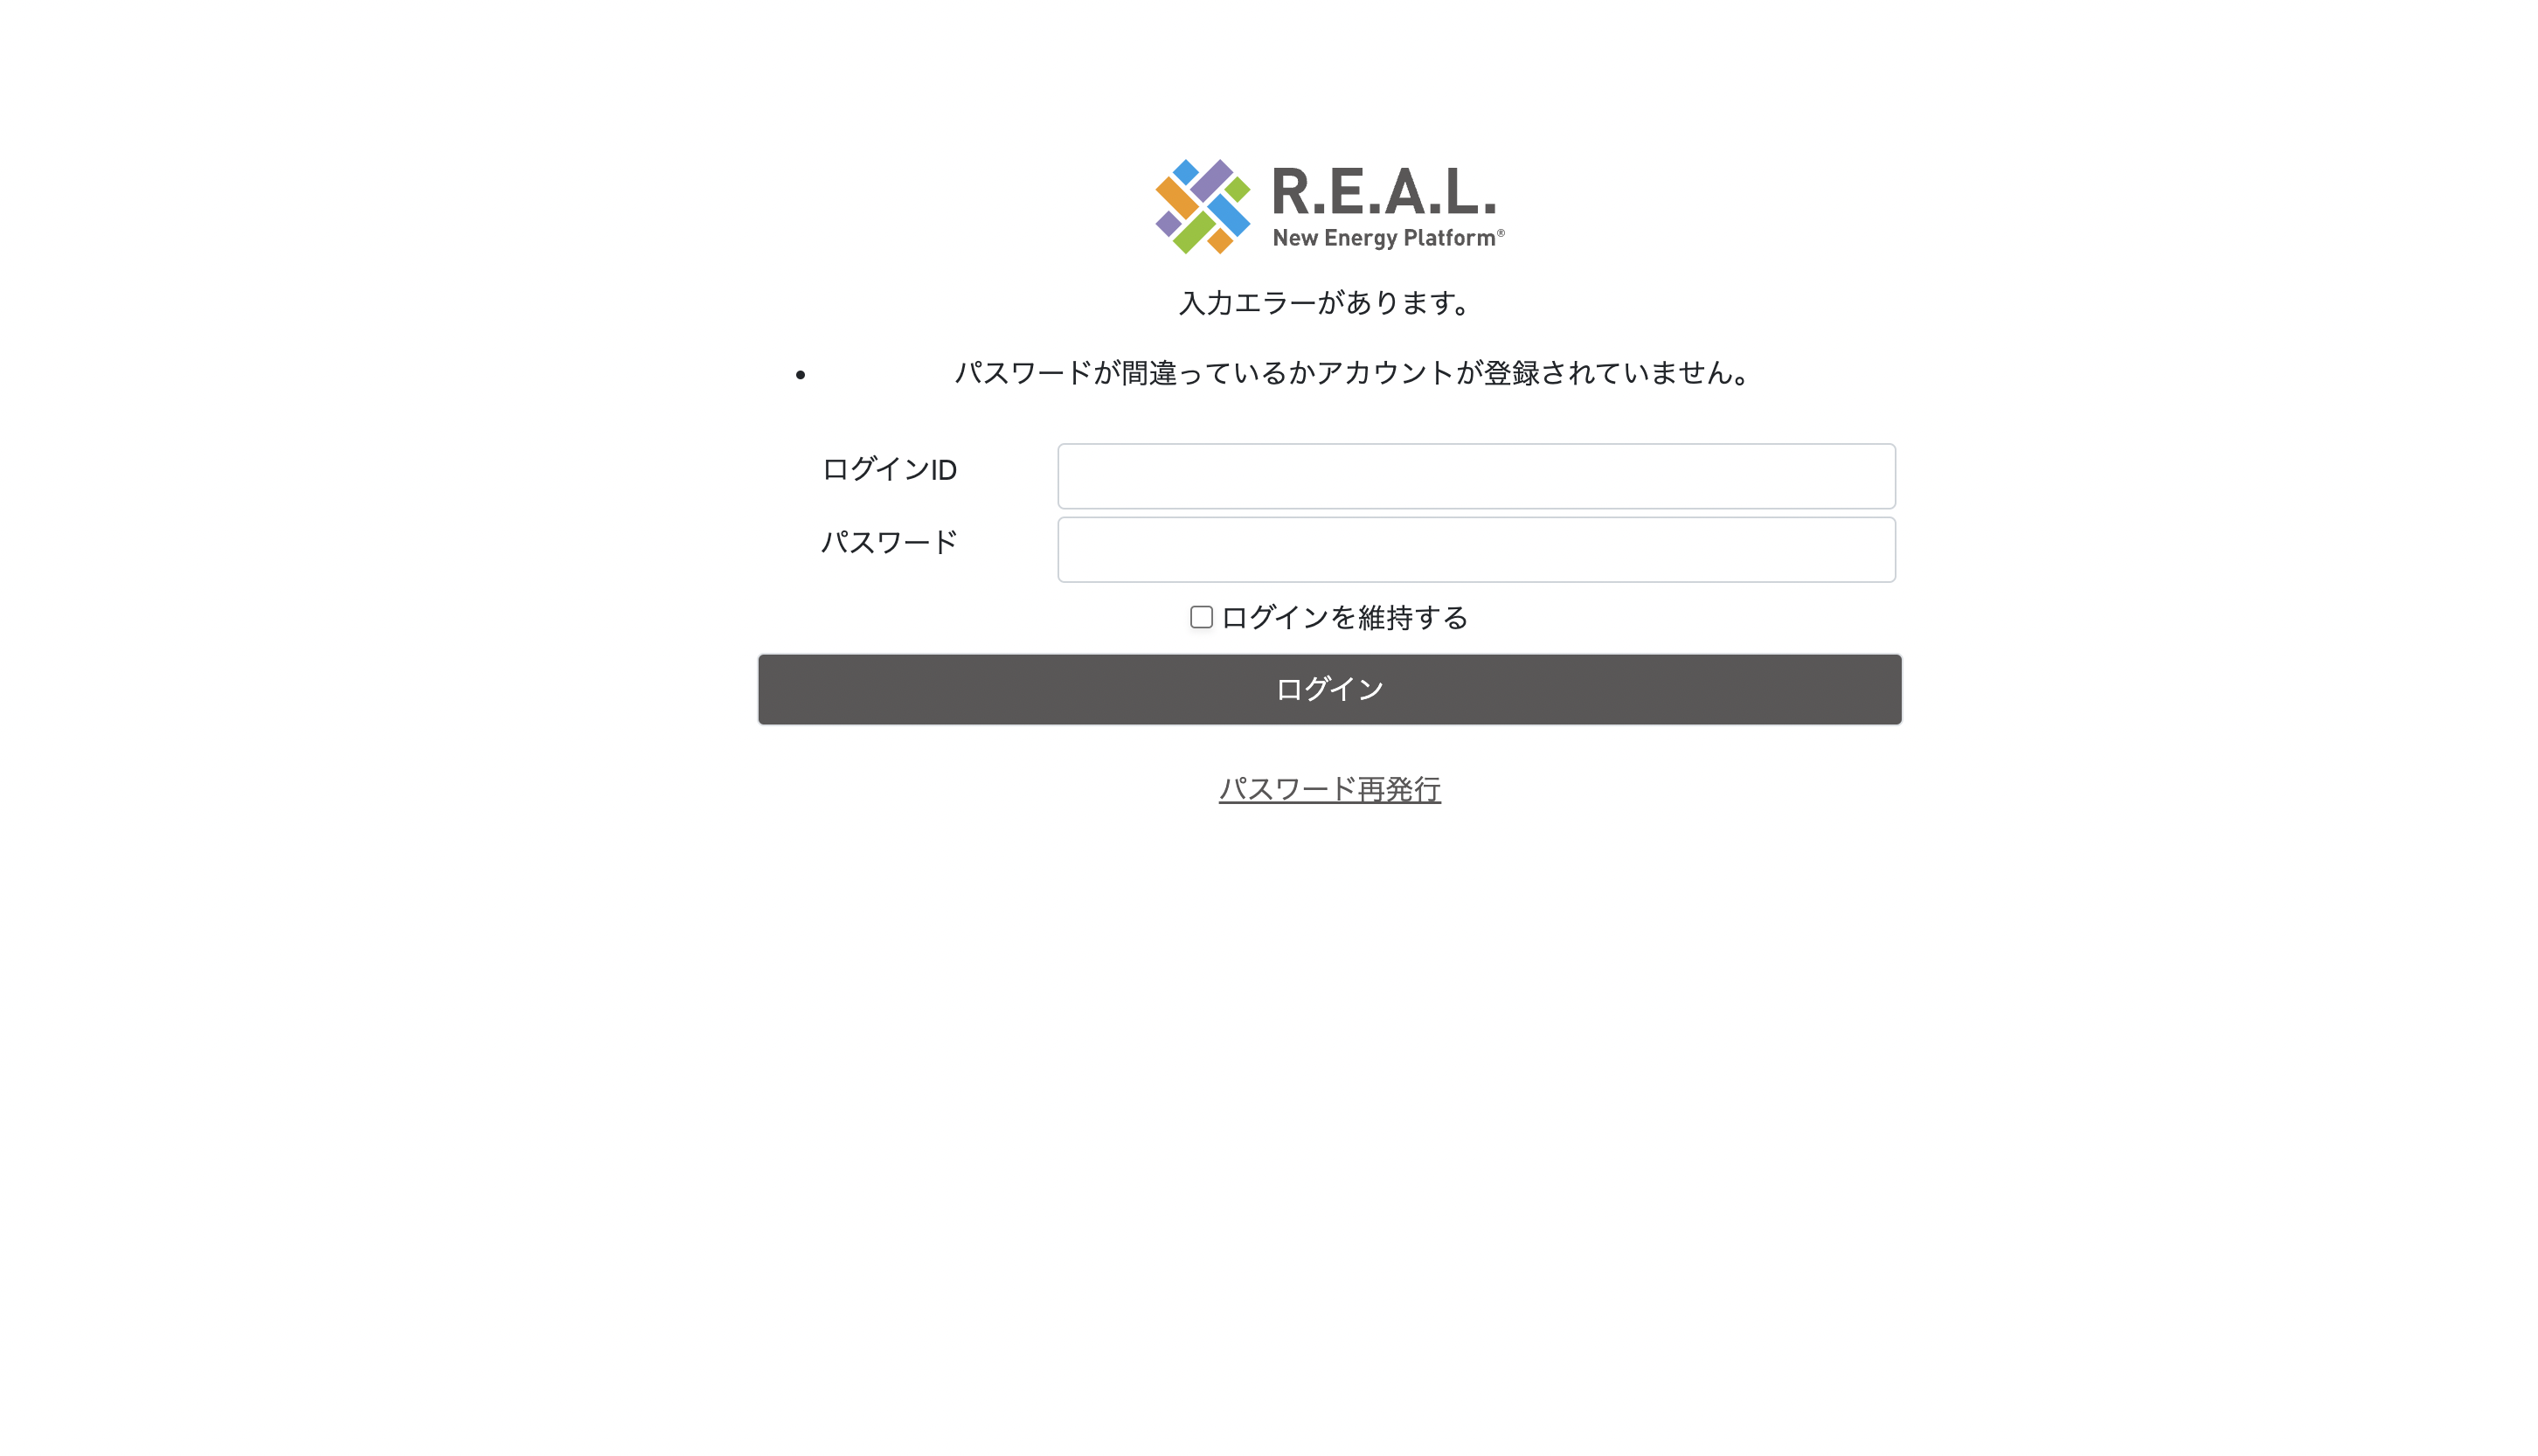 R.E.A.L.
New Energy Platform®
入力エラーがあります。
• パスワードが間違っているかアカウントが登録されていません。
ログインID
パスワード
ログインを維持する
ログイン
パスワード再発行